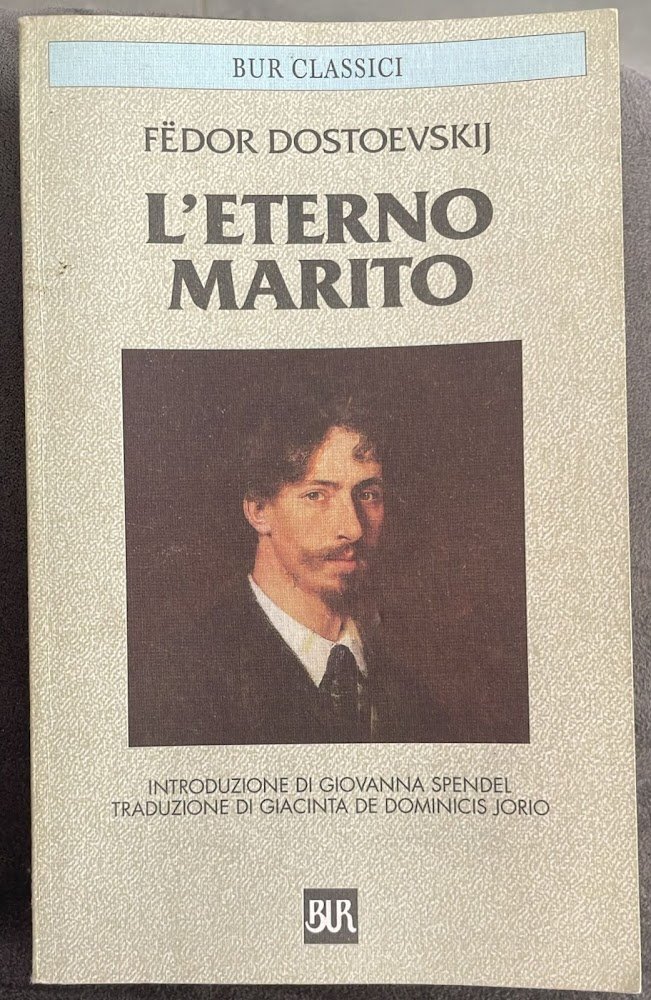 BUR CLASSICI
FËDOR DOSTOEVSKIJ
L'ETERNO
MARITO
INTRODUZIONE DI GIOVANNA SPENDEL
TRADUZIONE DI GIACINTA DE DOMINICIS JORIO
BUR